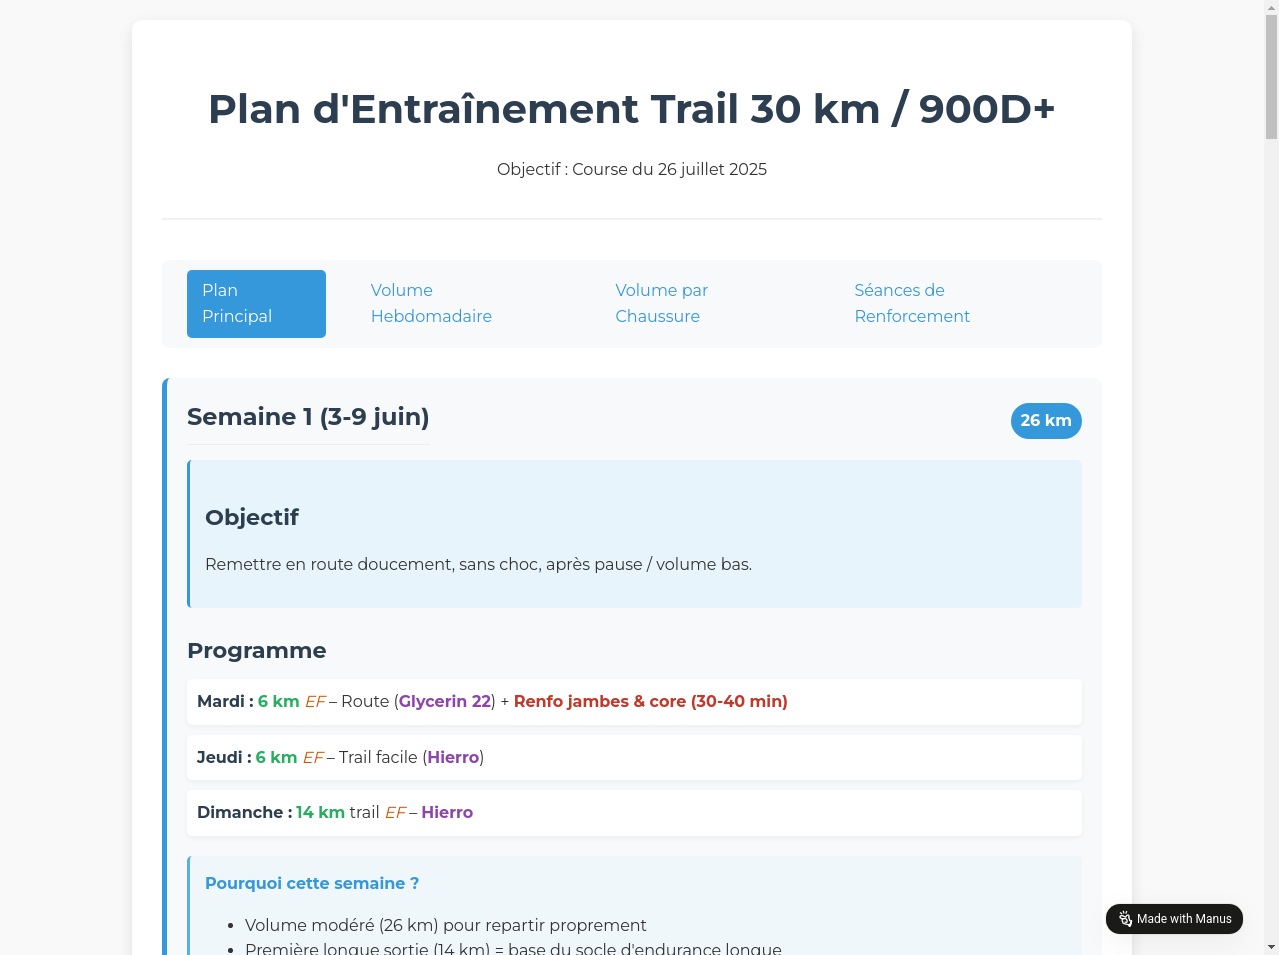 Plan d'Entraînement Trail 30 km / 900D+
Objectif : Course du 26 juillet 2025
Plan
Principal
Volume
Hebdomadaire
Volume par
Chaussure
Séances de
Renforcement
Semaine 1 (3-9 juin)
26 km
Objectif
Remettre en route doucement, sans choc, après pause / volume bas.
Programme
Mardi : 6 km EF – Route (Glycerin 22) + Renfo jambes & core (30-40 min)
Jeudi : 6 km EF – Trail facile (Hierro)
Dimanche : 14 km trail EF – Hierro
Pourquoi cette semaine ?
• Volume modéré (26 km) pour repartir proprement
• Première longue sortie (14 km) = base du socle d'endurance longue
Made with Manus